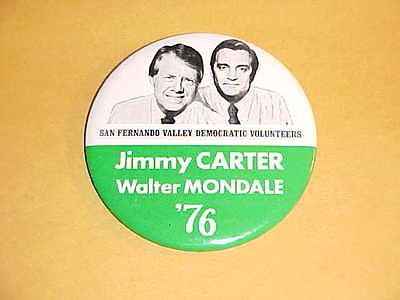 SAN FERNANDO VALLEY DEMOCRATIC VOLUNTEERS
Jimmy CARTER
Walter MONDALE
'76